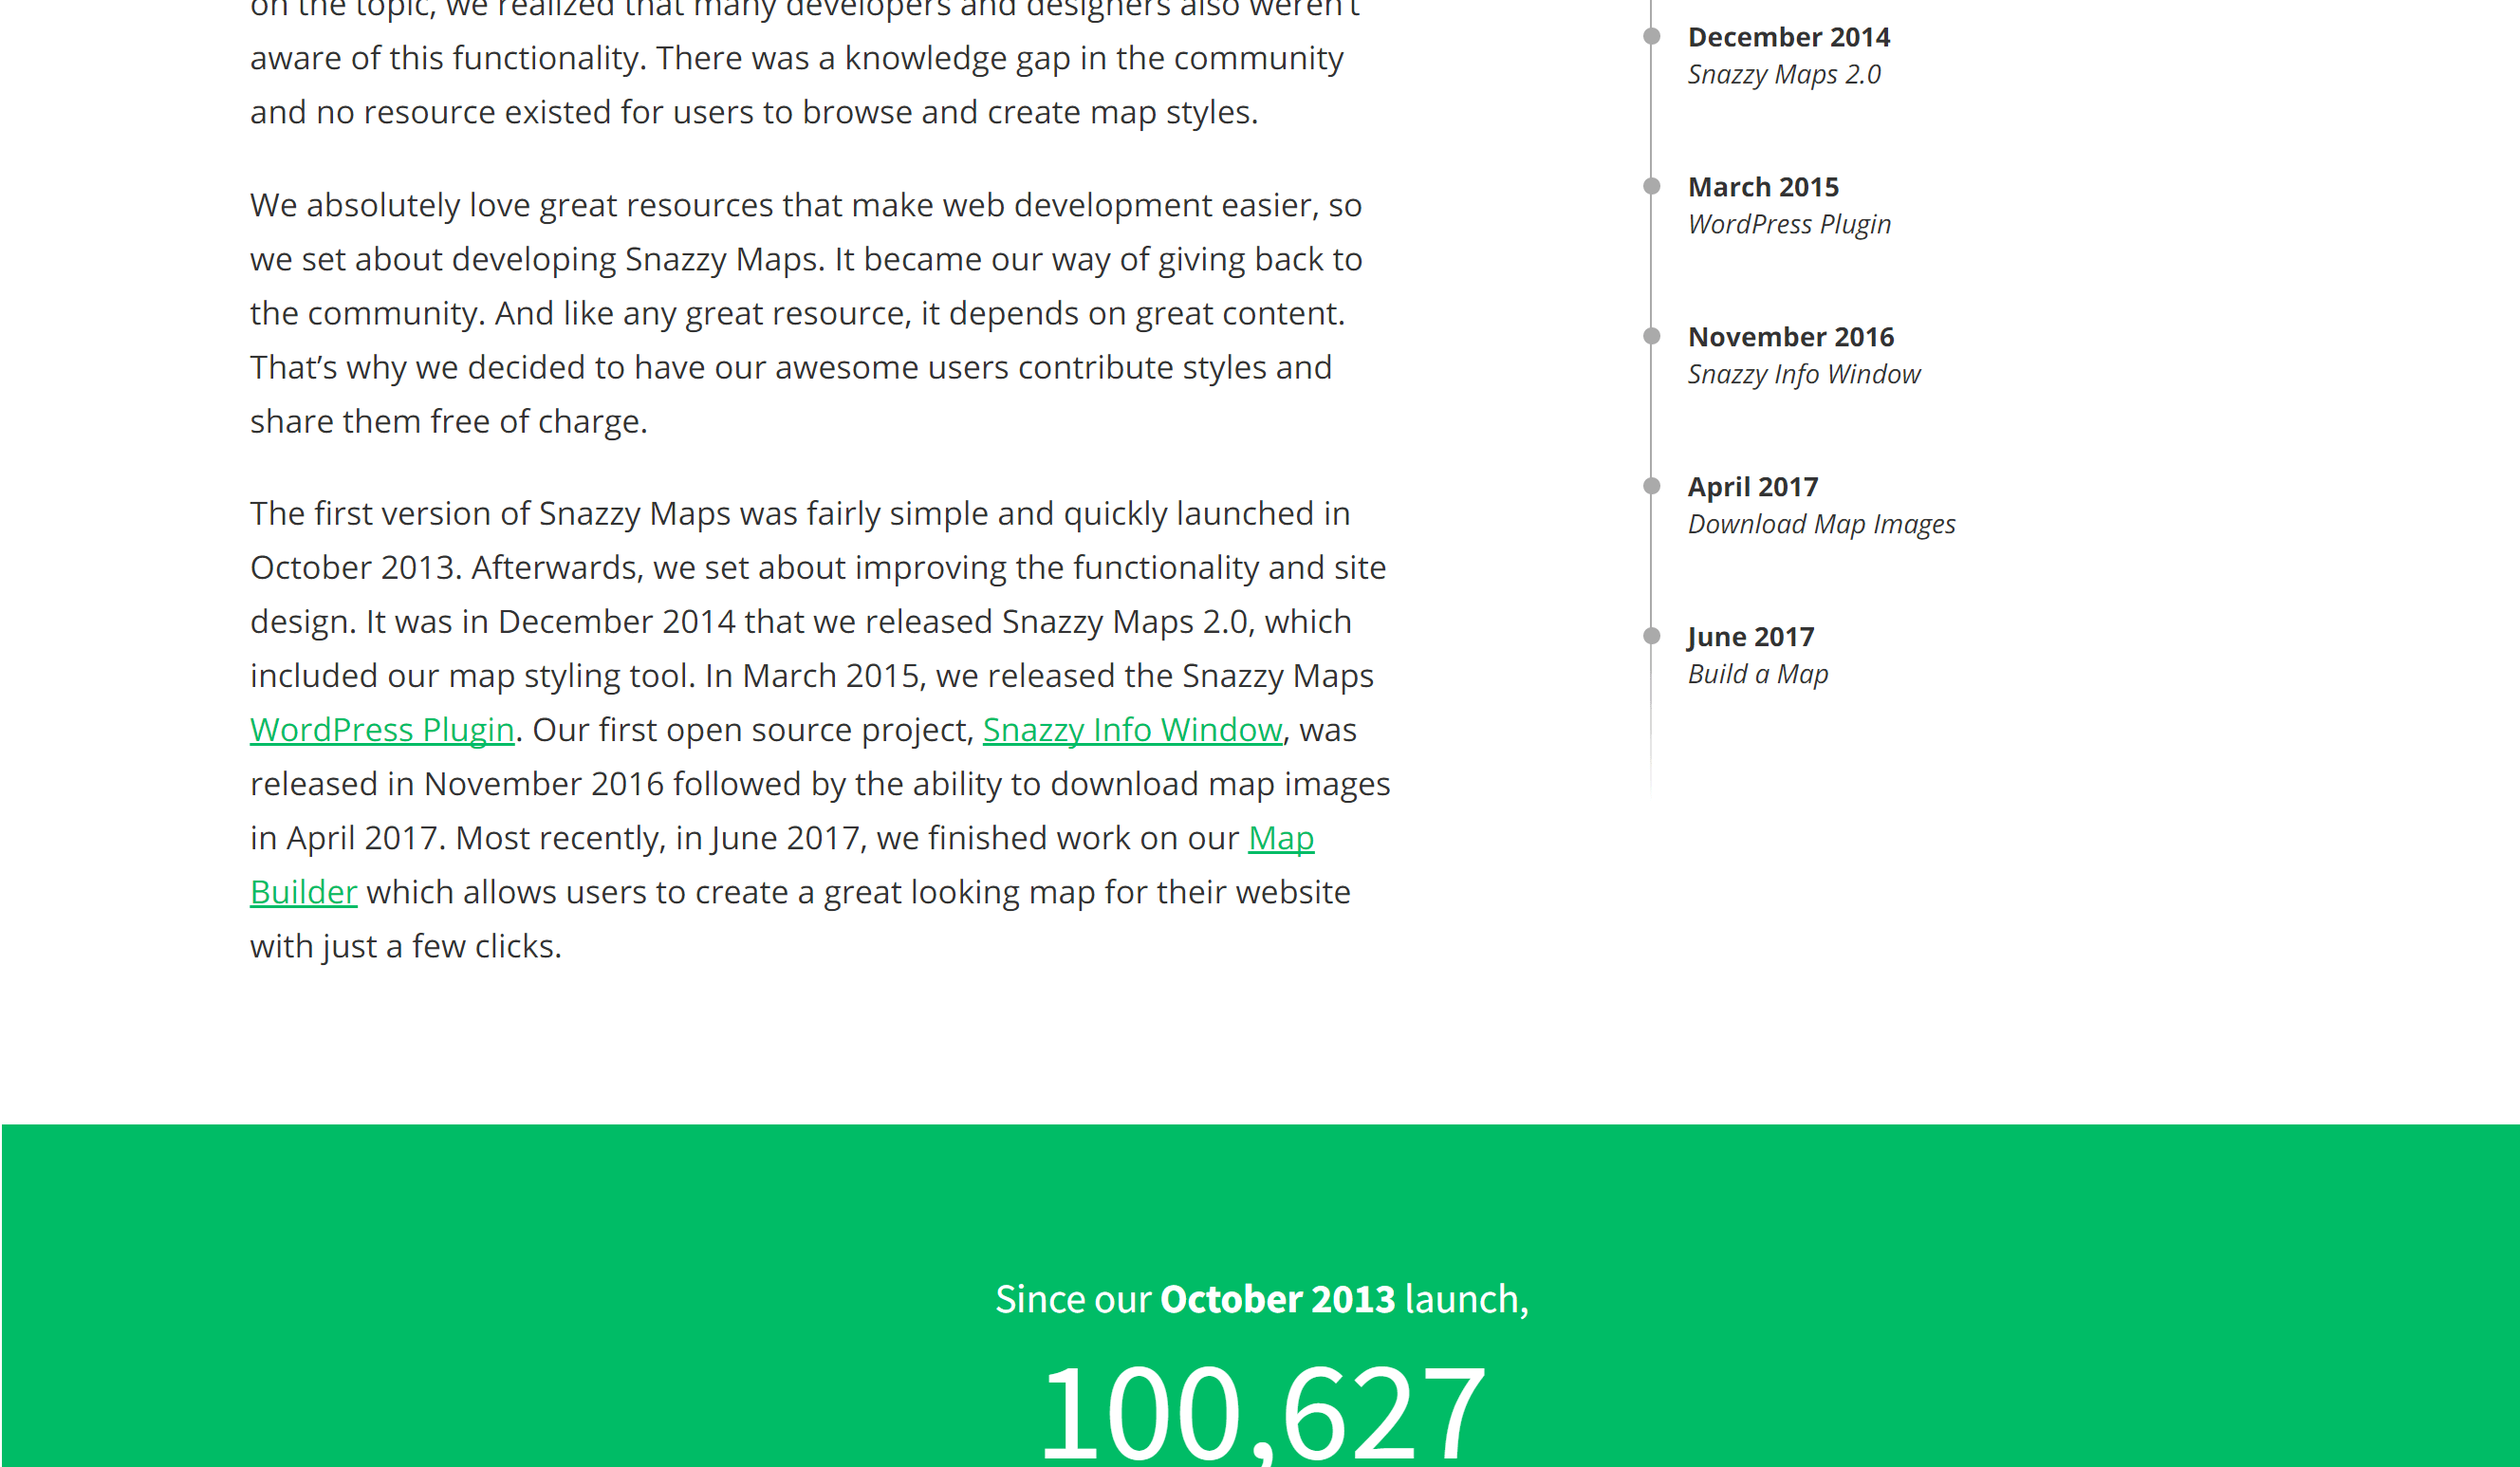 on the topic, we realized that many developers and designers also weren't
aware of this functionality. There was a knowledge gap in the community
and no resource existed for users to browse and create map styles.
We absolutely love great resources that make web development easier, so
we set about developing Snazzy Maps. It became our way of giving back to
the community. And like any great resource, it depends on great content.
That’s why we decided to have our awesome users contribute styles and
share them free of charge.
The first version of Snazzy Maps was fairly simple and quickly launched in
October 2013. Afterwards, we set about improving the functionality and site
design. It was in December 2014 that we released Snazzy Maps 2.0, which
included our map styling tool. In March 2015, we released the Snazzy Maps
WordPress Plugin. Our first open source project, Snazzy Info Window, was
released in November 2016 followed by the ability to download map images
in April 2017. Most recently, in June 2017, we finished work on our Map
Builder which allows users to create a great looking map for their website
with just a few clicks.
December 2014
Snazzy Maps 2.0
March 2015
WordPress Plugin
November 2016
Snazzy Info Window
April 2017
Download Map Images
June 2017
Build a Map
Since our October 2013 launch,
100,627